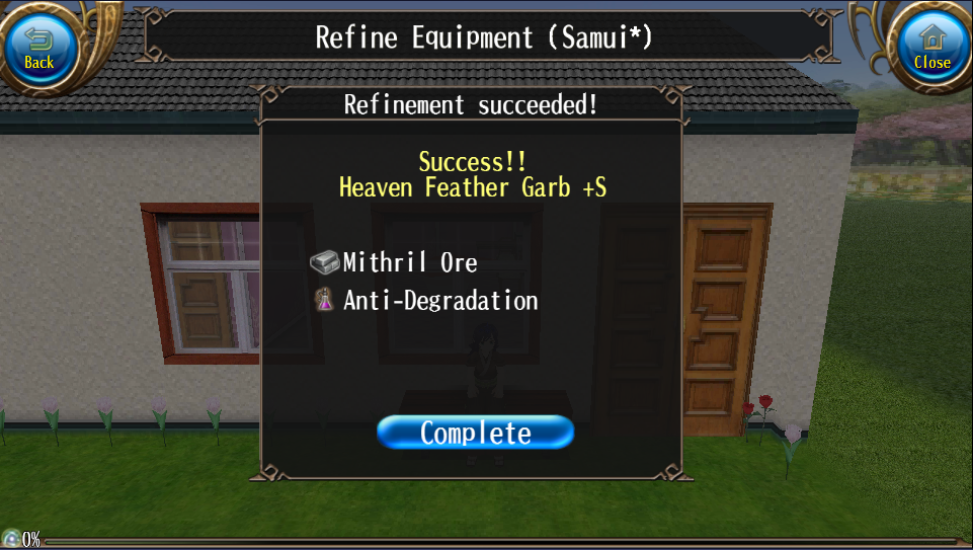 Back
Refine Equipment (Samui*)
Close
Refinement succeeded!
Success!!
Heaven Feather Garb +S
Mithril Ore
Anti-Degradation
Complete
0%